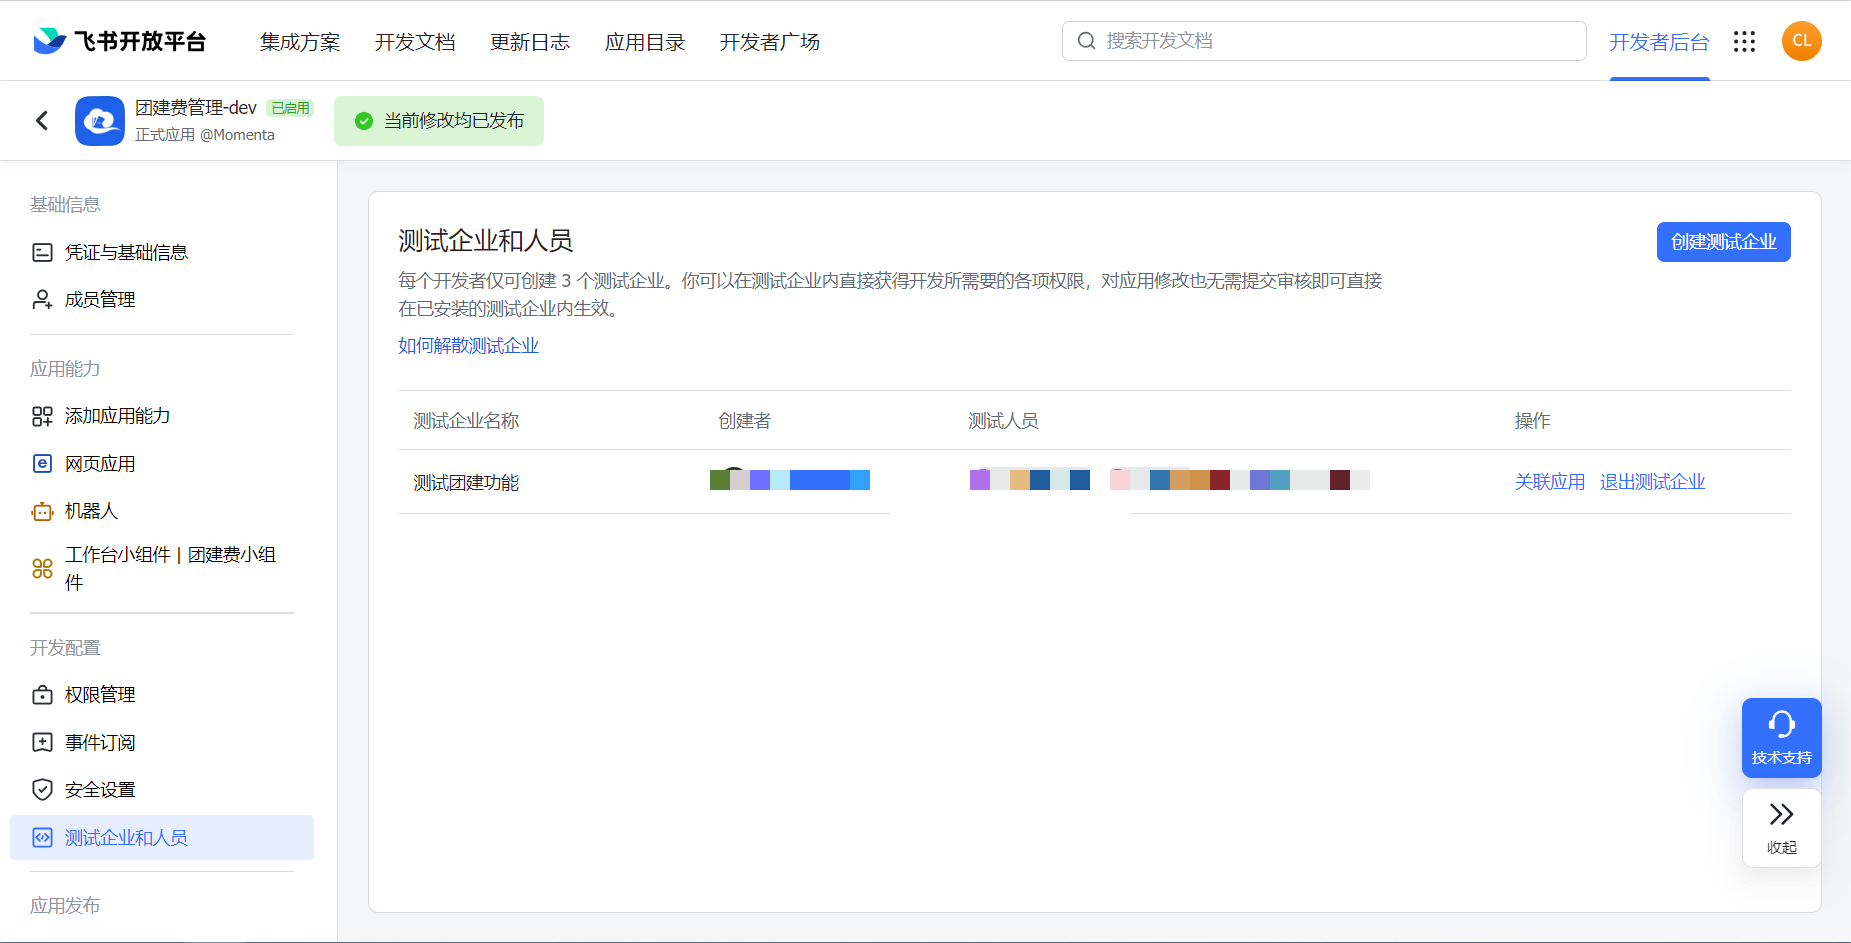 飞书开放平台
集成方案
开发文档
更新日志
应用目录
开发者广场
搜索开发文档
开发者后台
CL
团建费管理-dev
已启用
正式应用 @Momenta
当前修改均已发布
基础信息
凭证与基础信息
成员管理
应用能力
添加应用能力
网页应用
机器人
工作台小组件 | 团建费小组
件
开发配置
权限管理
事件订阅
安全设置
测试企业和人员
应用发布
测试企业和人员
创建测试企业
每个开发者仅可创建 3 个测试企业。你可以在测试企业内直接获得开发所需要的各项权限，对应用修改也无需提交审核即可直接
在已安装的测试企业内生效。
如何解散测试企业
测试企业名称
创建者
测试人员
操作
测试团建功能
关联应用
退出测试企业
技术支持
收起